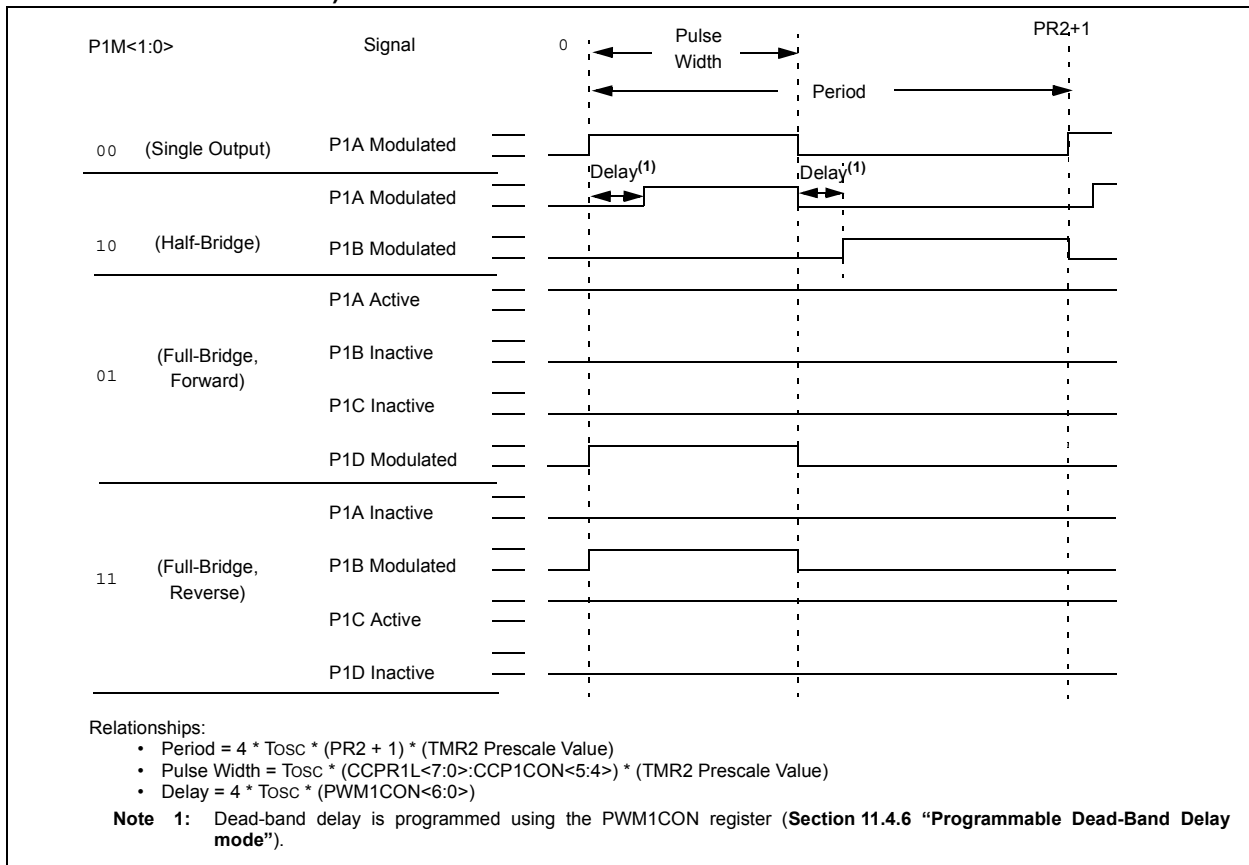 P1M<1:0> Signal 0 Pulse Width PR2+1
Period
00 (Single Output) P1A Modulated
Delay(1) Delay(1)
P1A Modulated
10 (Half-Bridge) P1B Modulated
P1A Active
01 (Full-Bridge, Forward) P1B Inactive
P1C Inactive
P1D Modulated
P1A Inactive
11 (Full-Bridge, Reverse) P1B Modulated
P1C Active
P1D Inactive
Relationships:
• Period = 4 * TOSC * (PR2 + 1) * (TMR2 Prescale Value)
• Pulse Width = TOSC * (CCPR1L<7:0>:CCP1CON<5:4>) * (TMR2 Prescale Value)
• Delay = 4 * TOSC * (PWM1CON<6:0>)
Note 1: Dead-band delay is programmed using the PWM1CON register (Section 11.4.6 “Programmable Dead-Band Delay
mode”).